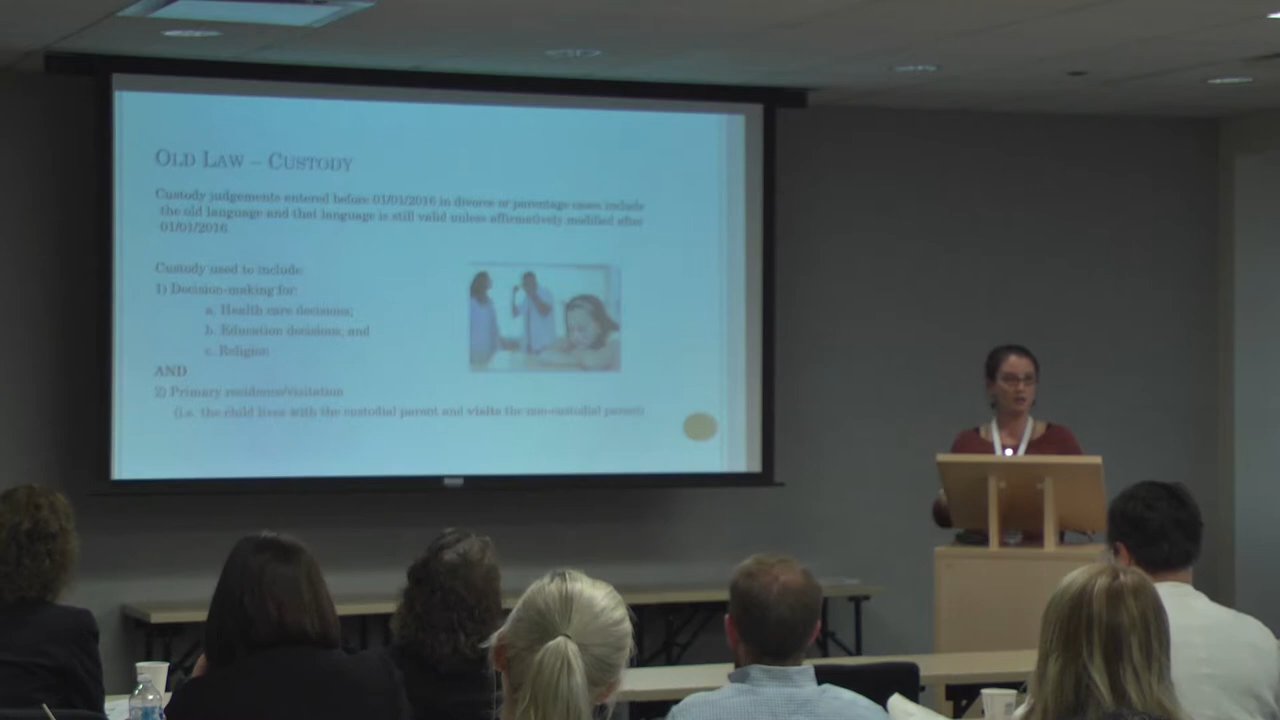 OLD LAW – CUSTODY
Custody judgements entered before 01/01/2016 in divorce or parentage cases include
the old language and that language is still valid unless affirmatively modified after
01/01/2016.
Custody used to include:
1) Decision-making for:
a. Health care decisions;
b. Education decisions; and
c. Religion
AND
2) Primary residence/visitation
(i.e. the child lives with the custodial parent and visits the non-custodial parent)